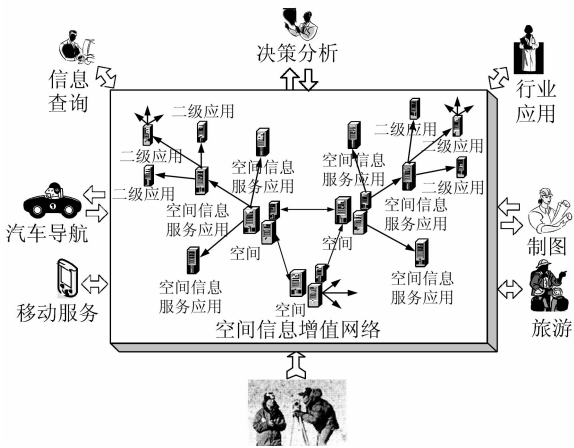 决策分析
信息
查询
行业
应用
二级应用
二级应用
二级应用
二级应用
二级应用
二级应用
空间信息
服务应用
空间信息
服务应用
空间信息
服务应用
空间信息
服务应用
汽车导航
空间
空间
制图
空间信息
服务应用
空间信息
服务应用
移动服务
空间
旅游
空间信息增值网络